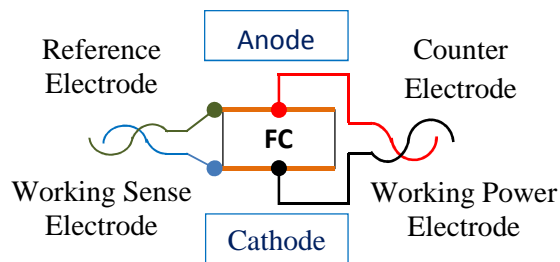 Reference
Electrode
Anode
Counter
Electrode
FC
Working Sense
Electrode
Cathode
Working Power
Electrode